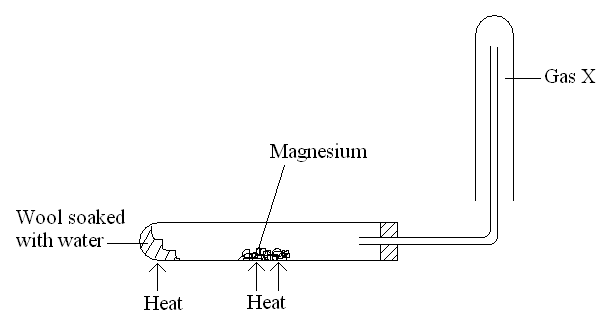 Gas X
Magnesium
Wool soaked
with water
Heat
Heat